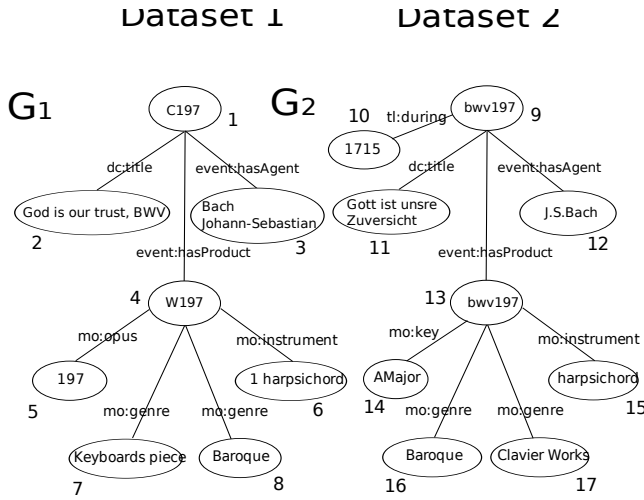 Dataset 1
Dataset 2
G1
G2
C197
1
10
tl:during
bwv197
9
1715
dc:title
event:hasAgent
dc:title
event:hasAgent
God is our trust, BWV
2
Bach
Johann-Sebastian
3
Gott ist unsre
Zuversicht
11
J.S.Bach
12
event:hasProduct
event:hasProduct
4
W197
13
bwv197
mo:opus
mo:instrument
mo:key
mo:instrument
197
5
1 harpsichord
6
AMajor
14
harpsichord
15
mo:genre
mo:genre
mo:genre
mo:genre
Keyboards piece
7
Baroque
8
Baroque
16
Clavier Works
17